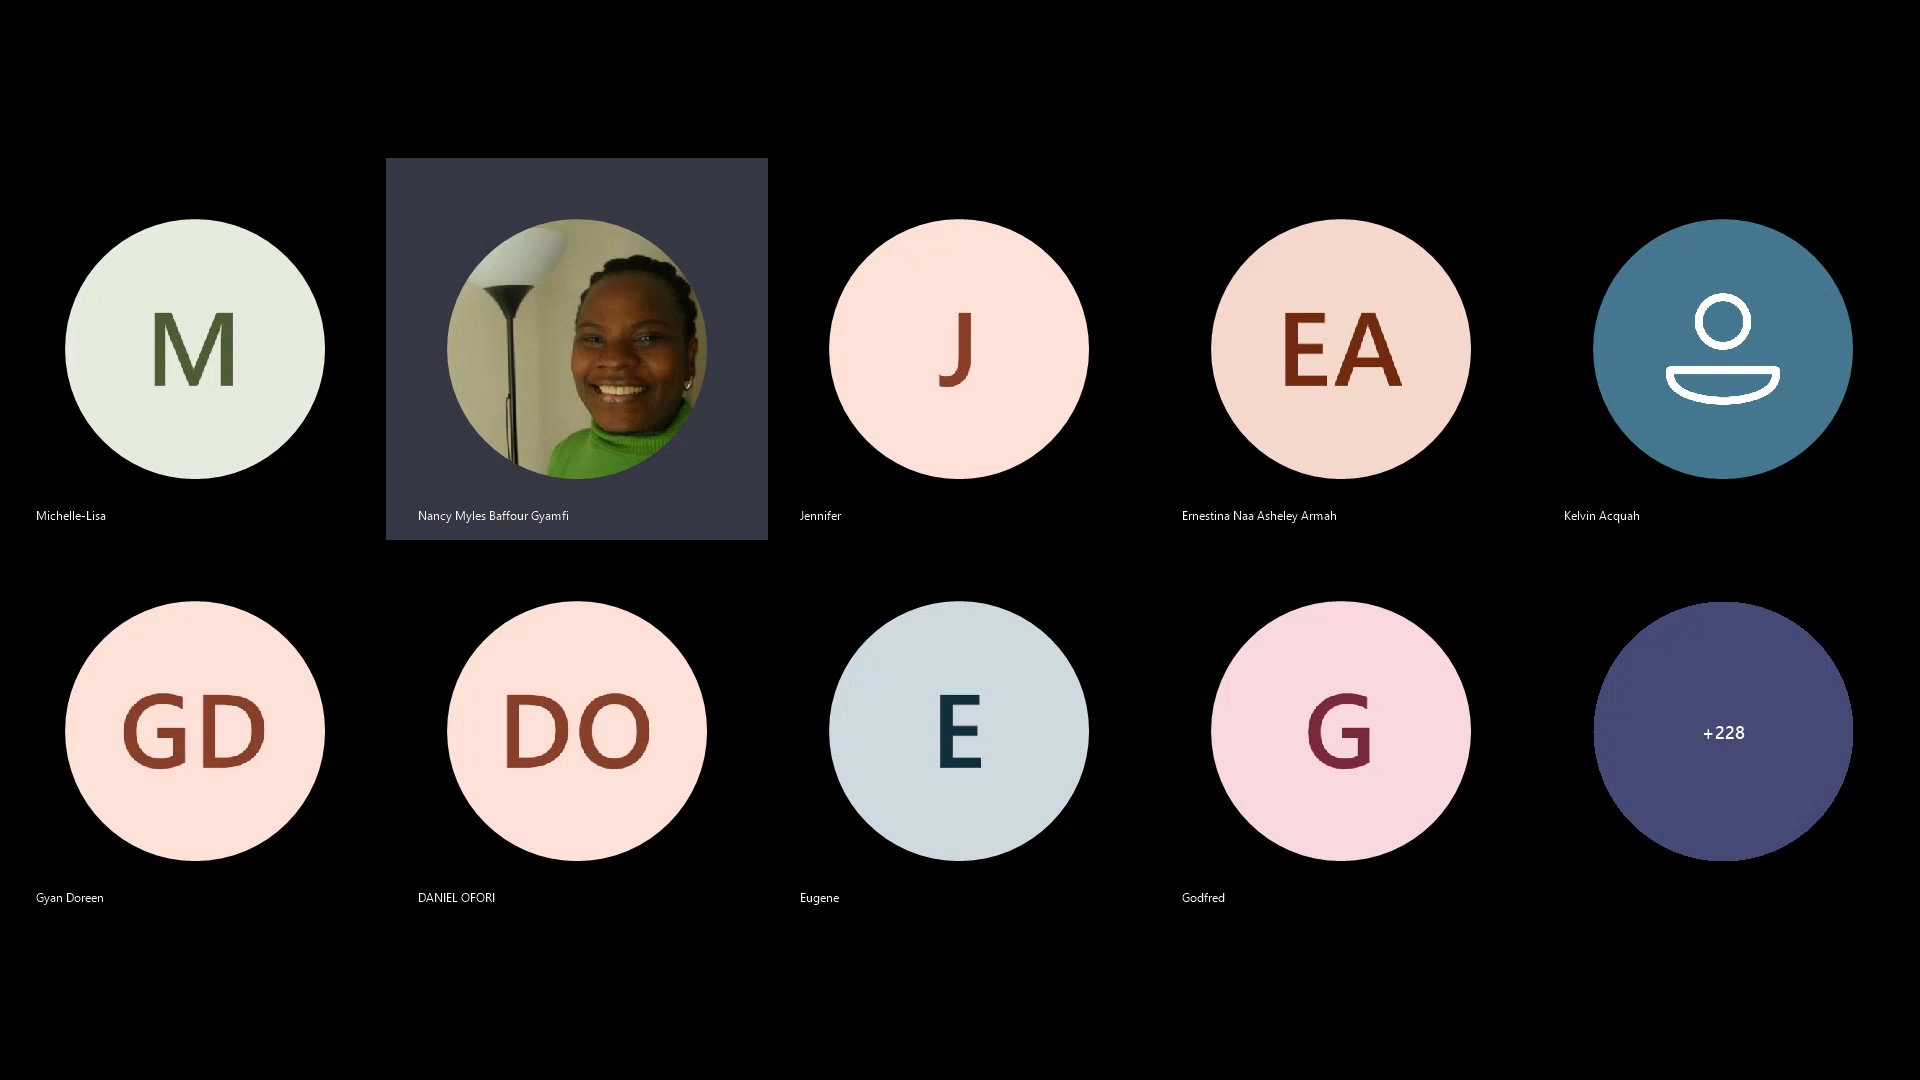 M
J
EA
Michelle-Lisa
Nancy Myles Baffour Gyamfi
Jennifer
Ernestina Naa Asheley Armah
Kelvin Acquah
GD
DO
E
G
+228
Gyan Doreen
DANIEL OFORI
Eugene
Godfred